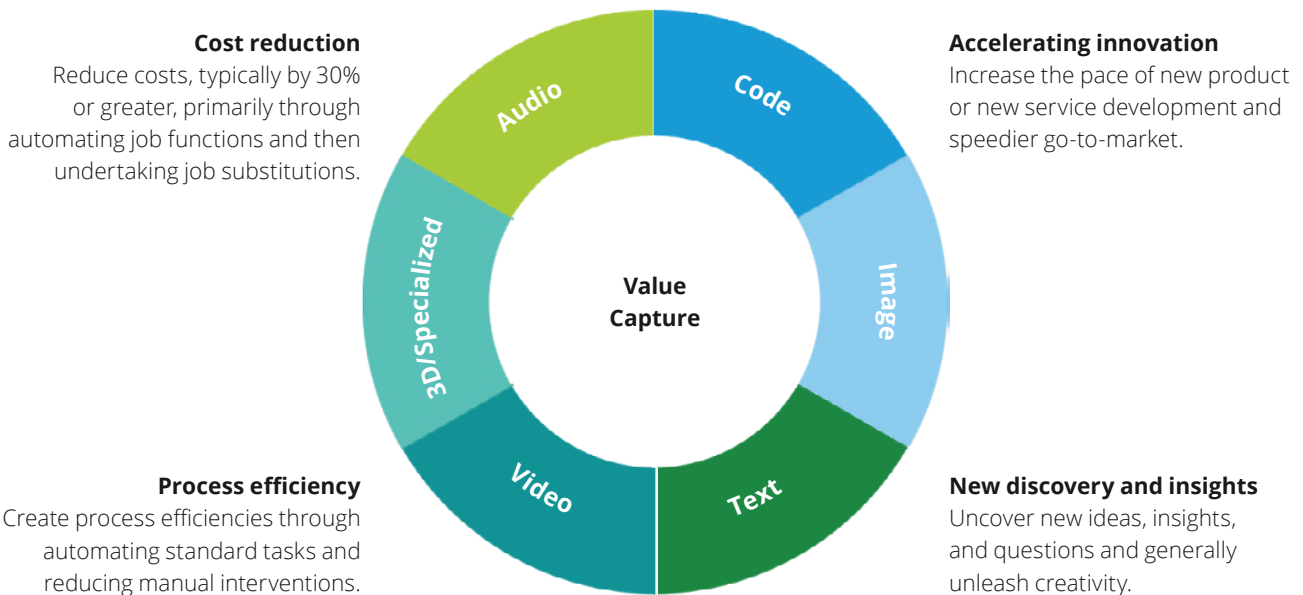 Cost reduction
Reduce costs, typically by 30%
or greater, primarily through
automating job functions and then
undertaking job substitutions.
Audio
Code
Accelerating innovation
Increase the pace of new product
or new service development and
speedier go-to-market.
3D/Specialized
Value
Capture
Image
Process efficiency
Create process efficiencies through
automating standard tasks and
reducing manual interventions.
Video
Text
New discovery and insights
Uncover new ideas, insights,
and questions and generally
unleash creativity.